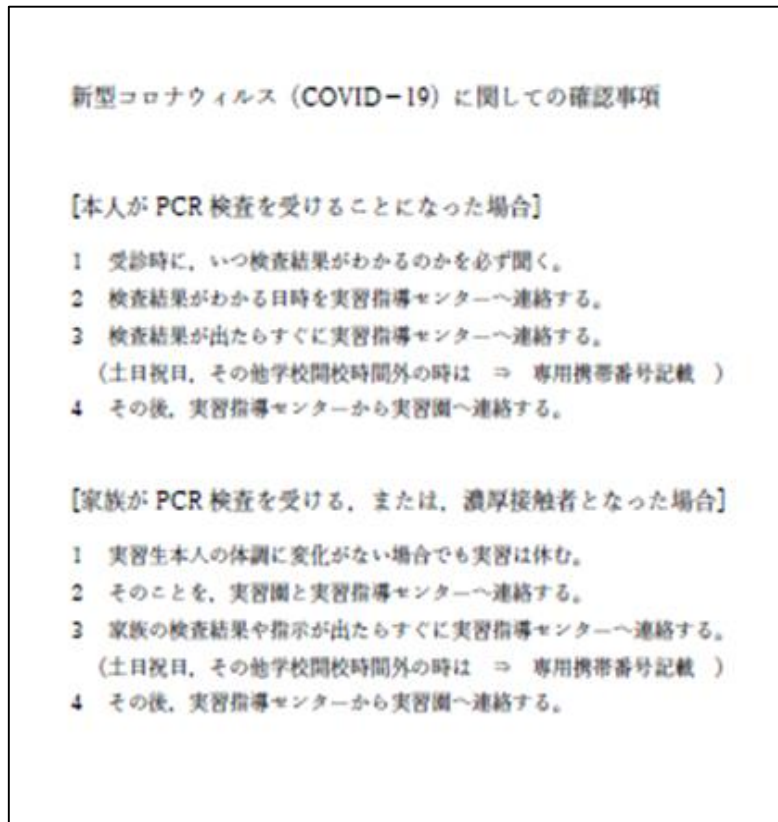 新型コロナウィルス（COVID－19）に関しての確認事項
[本人が PCR 検査を受けることになった場合]
1　受診時に，いつ検査結果がわかるのかを必ず聞く。
2　検査結果がわかる日時を実習指導センターへ連絡する。
3　検査結果が出たらすぐに実習指導センターへ連絡する。
（土日祝日，その他学校開校時間外の時は　⇒　専用携帯番号記載　）
4　その後，実習指導センターから実習園へ連絡する。
[家族が PCR 検査を受ける，または，濃厚接触者となった場合]
1　実習生本人の体調に変化がない場合でも実習は休む。
2　そのことを，実習園と実習指導センターへ連絡する。
3　家族の検査結果や指示が出たらすぐに実習指導センターへ連絡する。
（土日祝日，その他学校開校時間外の時は　⇒　専用携帯番号記載　）
4　その後，実習指導センターから実習園へ連絡する。